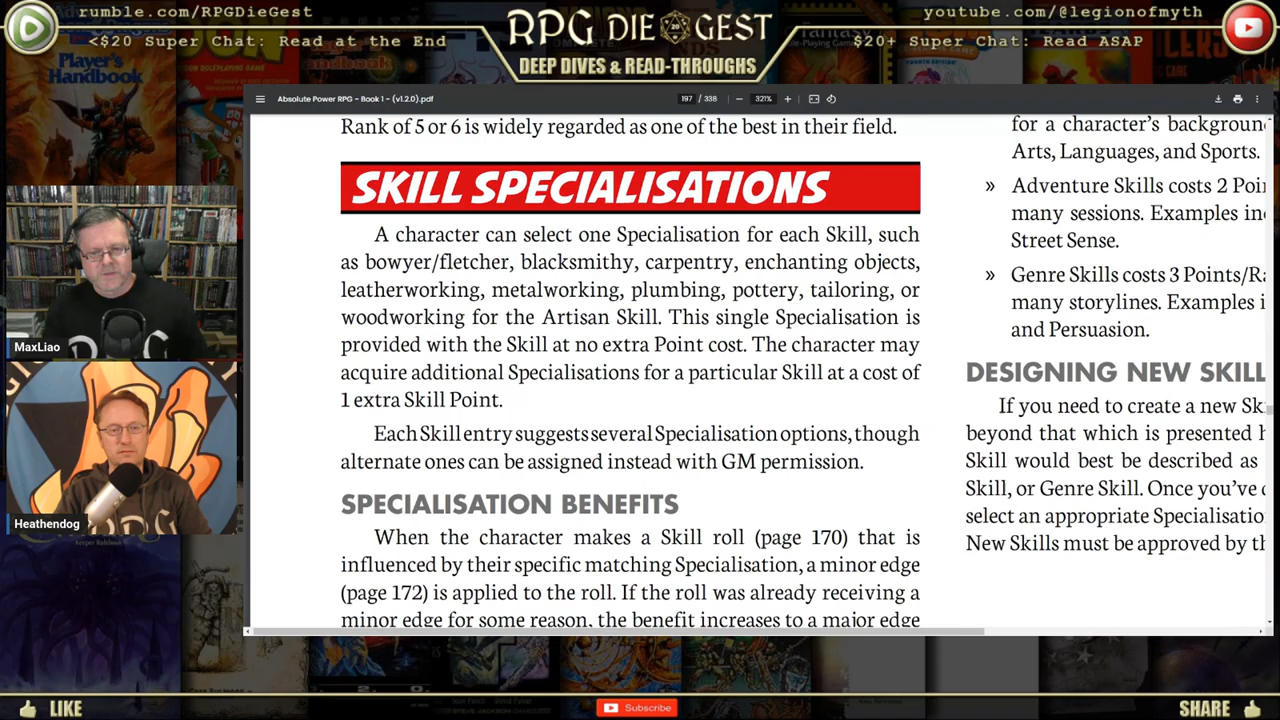 rumble.com/RPGDieGest
<$20 Super Chat: Read at the End
RPG DIE GEST
DEEP DIVES & READ-THROUGHS
youtube.com/@legionofmyth
$20+ Super Chat: Read ASAP
Player's
Handbook
Absolute Power RPG – Book 1 – (v1.2.0).pdf
197 / 338
321%
Rank of 5 or 6 is widely regarded as one of the best in their field.
SKILL SPECIALISATIONS
A character can select one Specialisation for each Skill, such
as bowyer/fletcher, blacksmithy, carpentry, enchanting objects,
leatherworking, metalworking, plumbing, pottery, tailoring, or
woodworking for the Artisan Skill. This single Specialisation is
provided with the Skill at no extra Point cost. The character may
acquire additional Specialisations for a particular Skill at a cost of
1 extra Skill Point.
Each Skill entry suggests several Specialisation options, though
alternate ones can be assigned instead with GM permission.
SPECIALISATION BENEFITS
When the character makes a Skill roll (page 170) that is
influenced by their specific matching Specialisation, a minor edge
(page 172) is applied to the roll. If the roll was already receiving a
minor edge for some reason, the benefit increases to a major edge
for a character's background
Arts, Languages, and Sports.
» Adventure Skills costs 2 Poi
many sessions. Examples in
Street Sense.
» Genre Skills costs 3 Points/Ra
many storylines. Examples i
and Persuasion.
DESIGNING NEW SKILL
If you need to create a new Sk
beyond that which is presented h
Skill would best be described as
Skill, or Genre Skill. Once you've
select an appropriate Specialisatio
New Skills must be approved by th
MaxLiao
Heathendog
LIKE
Subscribe
SHARE